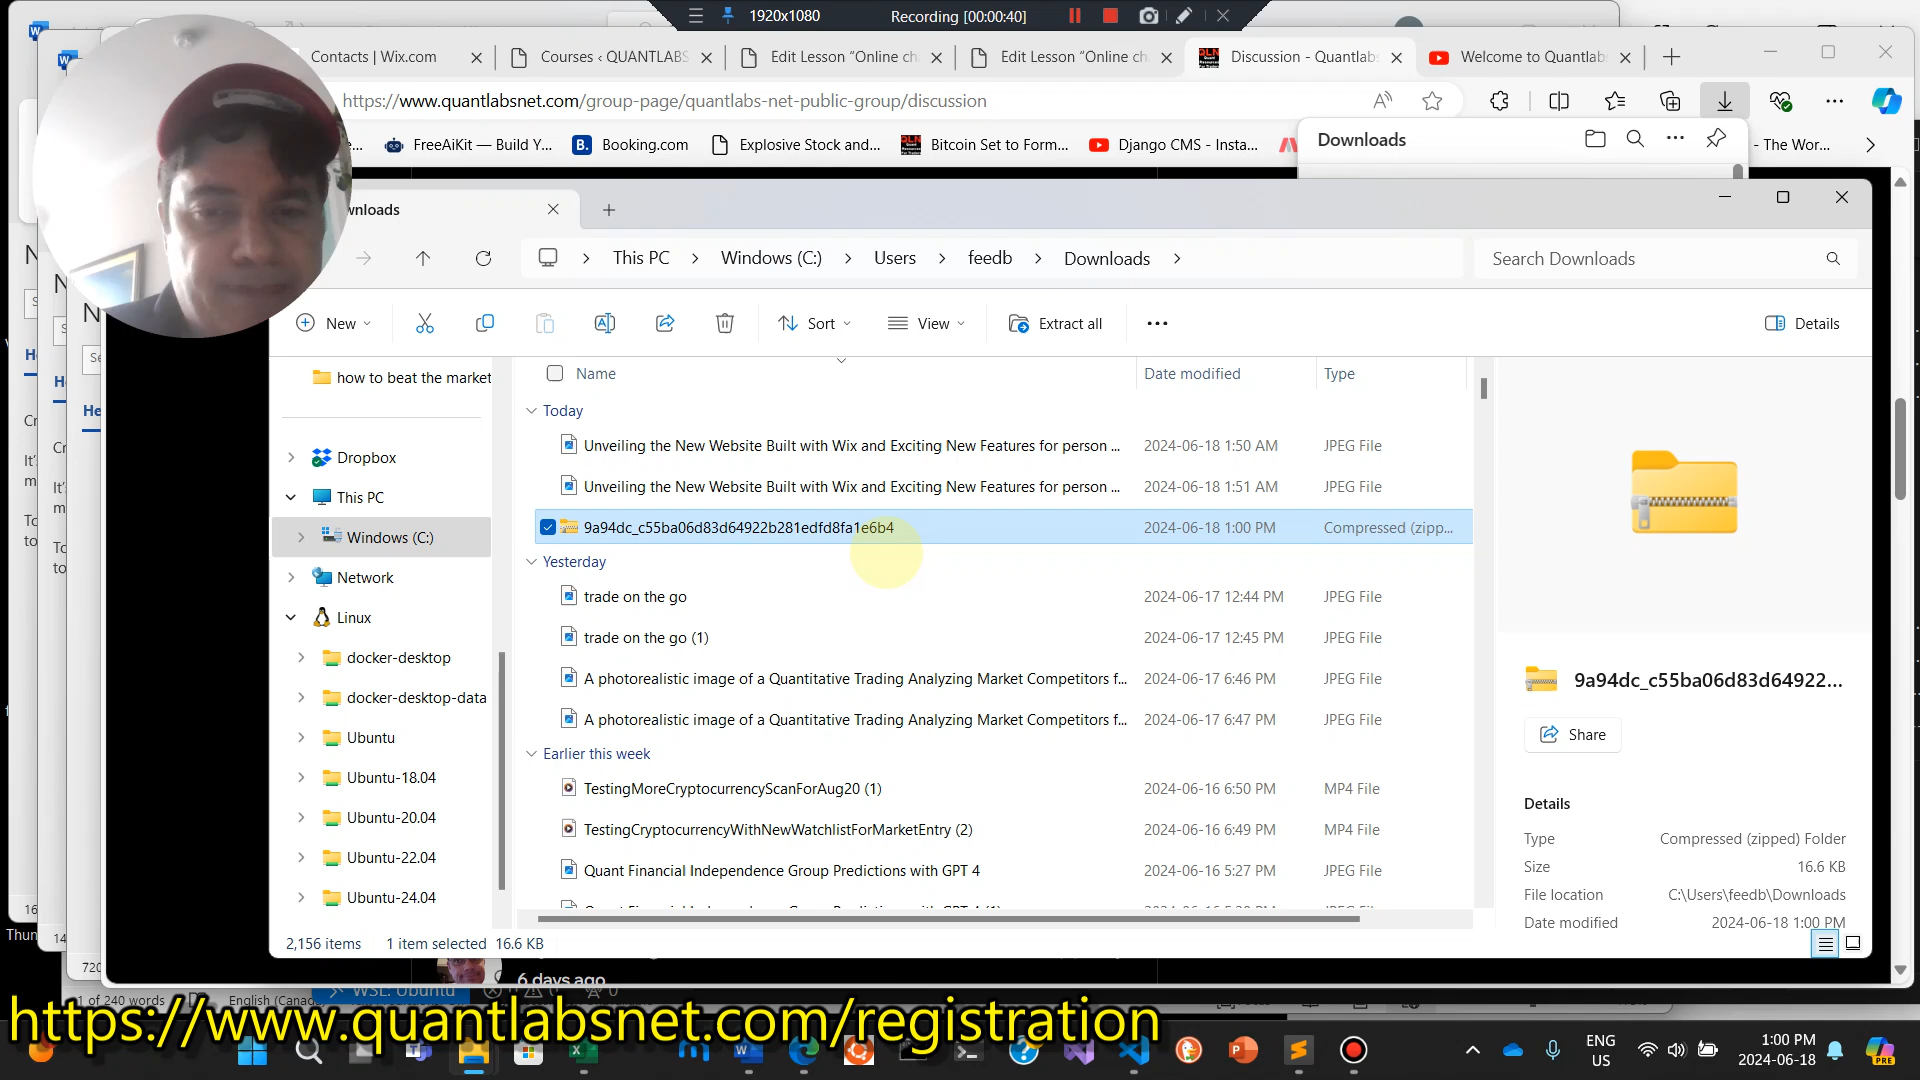 1920x1080
Recording [00:00:40]
Contacts | Wix.com
Courses ‹ QUANTLABS
Edit Lesson “Online ch
Edit Lesson “Online ch
Discussion - Quantlabs
Welcome to Quantlab
https://www.quantlabsnet.com/group-page/quantlabs-net-public-group/discussion
FreeAiKit — Build Y...
Booking.com
Explosive Stock and...
Bitcoin Set to Form...
Django CMS - Insta...
- The Wor...
Downloads
wnloads
This PC > Windows (C:) > Users > feedb > Downloads >
Search Downloads
New
Sort
View
Extract all
Details
how to beat the market
Dropbox
This PC
Windows (C:)
Network
Linux
docker-desktop
docker-desktop-data
Ubuntu
Ubuntu-18.04
Ubuntu-20.04
Ubuntu-22.04
Ubuntu-24.04
Name Date modified Type
Today
Unveiling the New Website Built with Wix and Exciting New Features for person ... 2024-06-18 1:50 AM JPEG File
Unveiling the New Website Built with Wix and Exciting New Features for person ... 2024-06-18 1:51 AM JPEG File
9a94dc_c55ba06d83d64922b281edfd8fa1e6b4 2024-06-18 1:00 PM Compressed (zipp...
Yesterday
trade on the go 2024-06-17 12:44 PM JPEG File
trade on the go (1) 2024-06-17 12:45 PM JPEG File
A photorealistic image of a Quantitative Trading Analyzing Market Competitors f... 2024-06-17 6:46 PM JPEG File
A photorealistic image of a Quantitative Trading Analyzing Market Competitors f... 2024-06-17 6:47 PM JPEG File
Earlier this week
TestingMoreCryptocurrencyScanForAug20 (1) 2024-06-16 6:50 PM MP4 File
TestingCryptocurrencyWithNewWatchlistForMarketEntry (2) 2024-06-16 6:49 PM MP4 File
Quant Financial Independence Group Predictions with GPT 4 2024-06-16 5:27 PM JPEG File
9a94dc_c55ba06d83d64922...
Share
Details
Type Compressed (zipped) Folder
Size 16.6 KB
File location C:\Users\feedb\Downloads
Date modified 2024-06-18 1:00 PM
2,156 items 1 item selected 16.6 KB
6 days ago
1 of 240 words
English (Canada
WSL: Ubuntu
https://www.quantlabsnet.com/registration
ENG
US
1:00 PM
2024-06-18